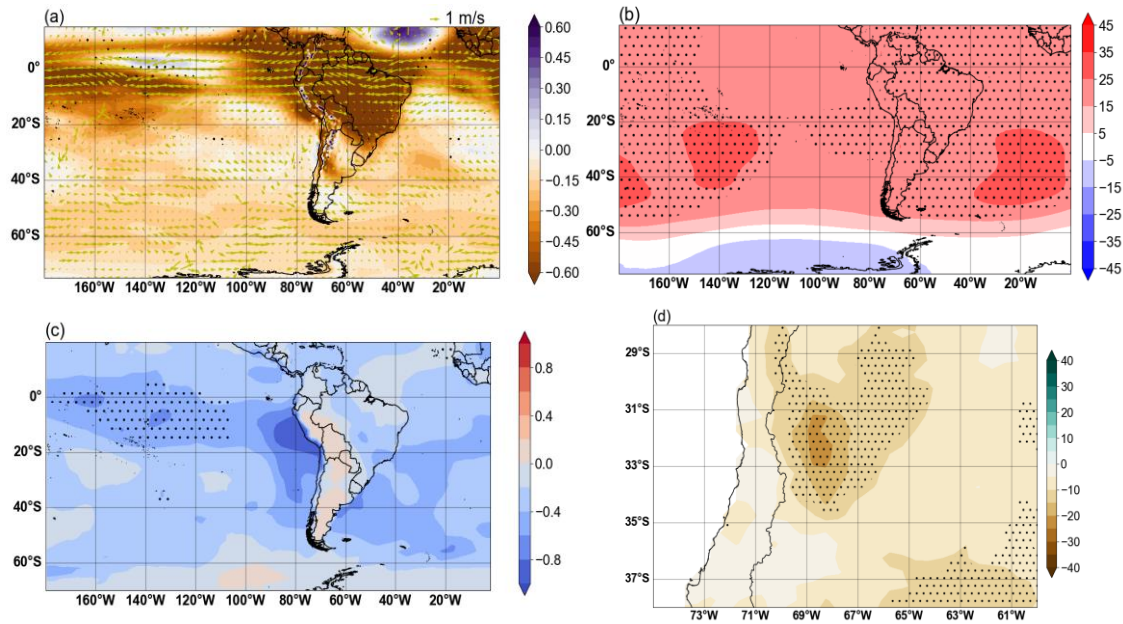 (a)
1 m/s
0°
20°S
40°S
60°S
160°W 140°W 120°W 100°W 80°W 60°W 40°W 20°W
0.60
0.45
0.30
0.15
0.00
−0.15
−0.30
−0.45
−0.60
(b)
0°
20°S
40°S
60°S
160°W 140°W 120°W 100°W 80°W 60°W 40°W 20°W
45
35
25
15
5
−5
−15
−25
−35
−45
(c)
0°
20°S
40°S
60°S
160°W 140°W 120°W 100°W 80°W 60°W 40°W 20°W
0.8
0.4
0.0
−0.4
−0.8
(d)
29°S
31°S
33°S
35°S
37°S
73°W 71°W 69°W 67°W 65°W 63°W 61°W
40
30
20
10
0
−10
−20
−30
−40